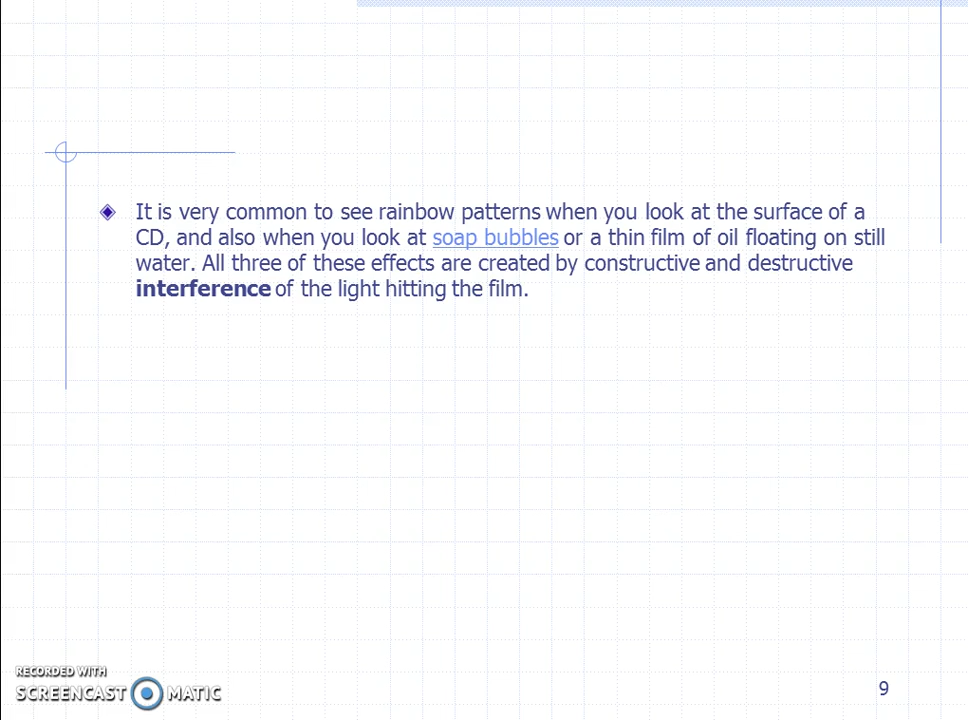 It is very common to see rainbow patterns when you look at the surface of a
CD, and also when you look at soap bubbles or a thin film of oil floating on still
water. All three of these effects are created by constructive and destructive
interference of the light hitting the film.
RECORDED WITH
SCREENCAST MATIC
9